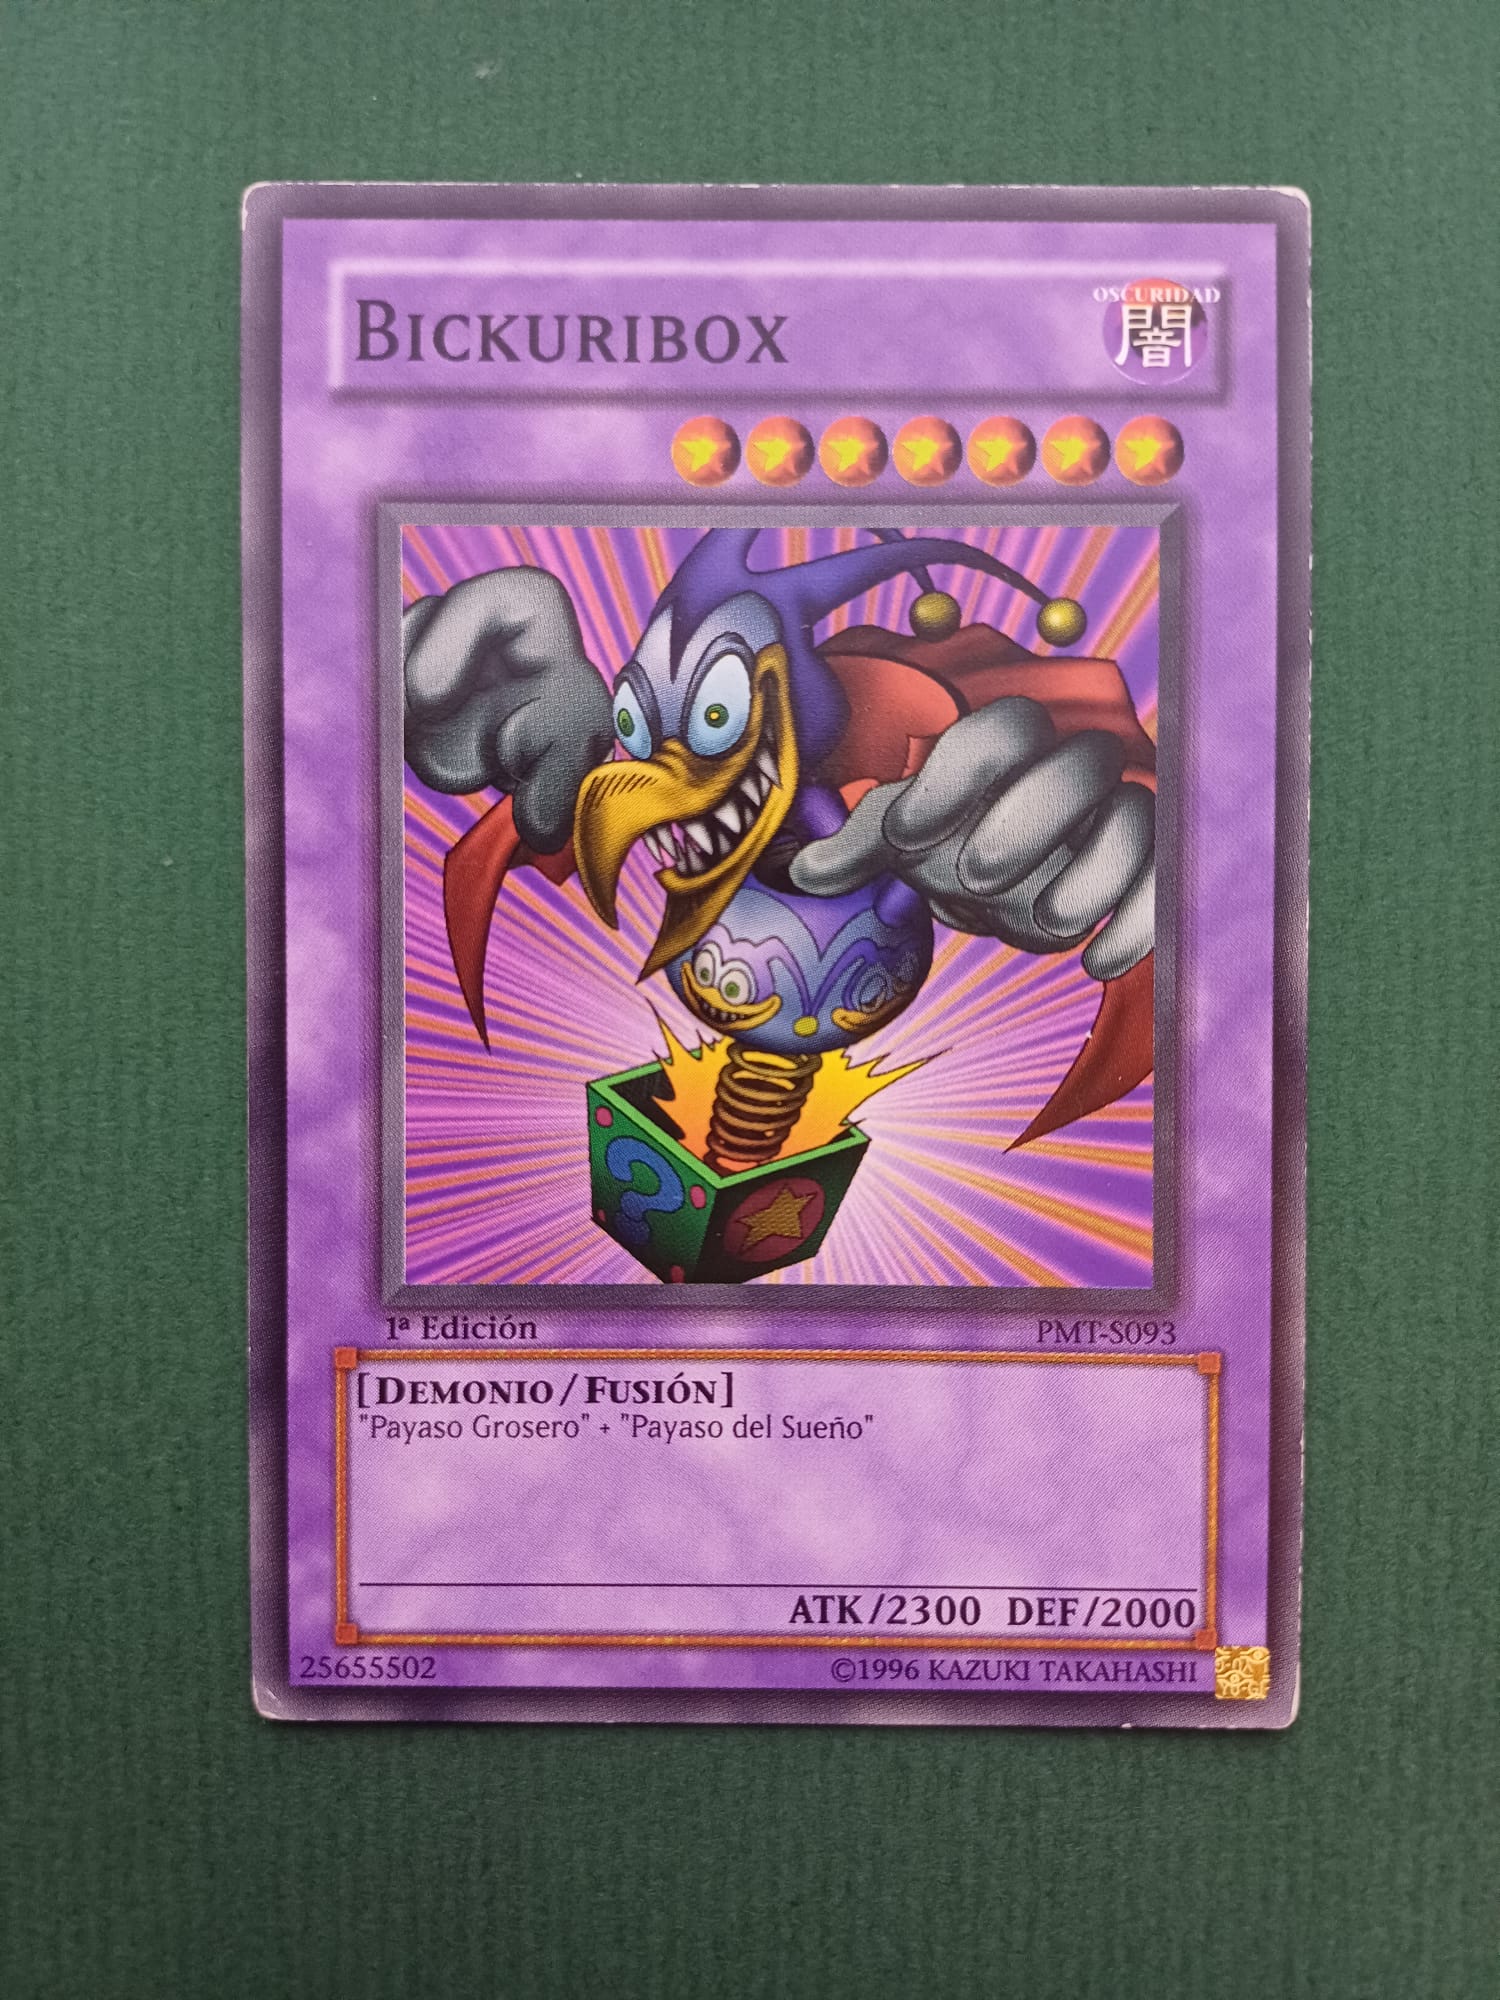 BICKURIBOX
OSCURIDAD
闇
1ª Edición
PMT-S093
[DEMONIO/FUSIÓN]
"Payaso Grosero" + "Payaso del Sueño"
ATK/2300 DEF/2000
25655502
©1996 KAZUKI TAKAHASHI